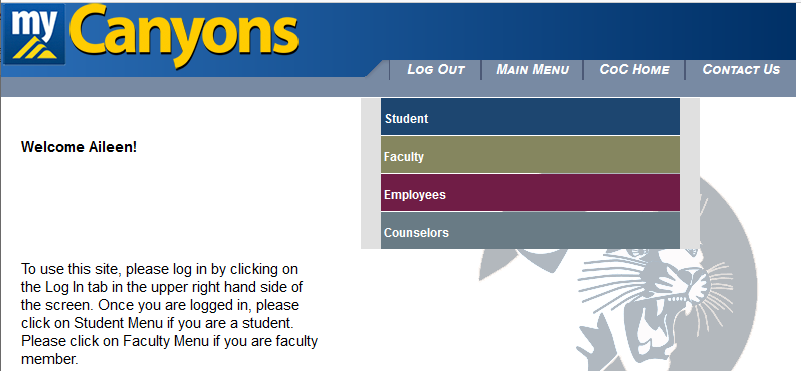 my Canyons
LOG OUT MAIN MENU COC HOME CONTACT US
Student
Welcome Aileen!
Faculty
Employees
Counselors
To use this site, please log in by clicking on
the Log In tab in the upper right hand side of
the screen. Once you are logged in, please
click on Student Menu if you are a student.
Please click on Faculty Menu if you are faculty
member.